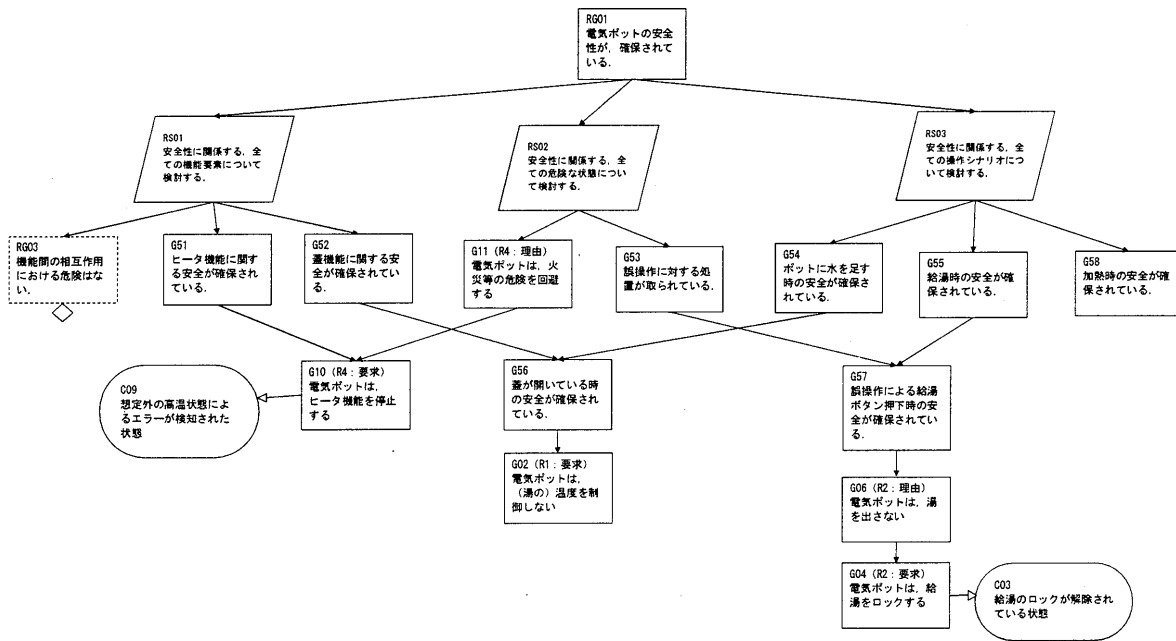 RG01
電気ポットの安全
性が，確保されて
いる．
RS01
安全性に関係する，全
ての機能要素について
検討する．
RS02
安全性に関係する，全
ての危険な状態につい
て検討する．
RS03
安全性に関係する，全
ての操作シナリオにつ
いて検討する．
RG03
機能間の相互作用
における危険はな
い．
G51
ヒータ機能に関す
る安全が確保され
ている．
G52
蓋機能に関する安
全が確保されてい
る．
G11（R4：理由）
電気ポットは，火
災等の危険を回避
する
G53
誤操作に対する処
置が取られている．
G54
ポットに水を足す
時の安全が確保さ
れている．
G55
給湯時の安全が確
保されている．
G58
加熱時の安全が確
保されている．
C09
想定外の高温状態によ
るエラーが検知された
状態
G10（R4：要求）
電気ポットは，
ヒータ機能を停止
する
G56
蓋が開いている時
の安全が確保され
ている．
G57
誤操作による給湯
ボタン押下時の安
全が確保されてい
る．
G02（R1：要求）
電気ポットは，
（湯の）温度を制
御しない
G06（R2：理由）
電気ポットは，湯
を出さない
G04（R2：要求）
電気ポットは，給
湯をロックする
C03
給湯のロックが解除され
ている状態